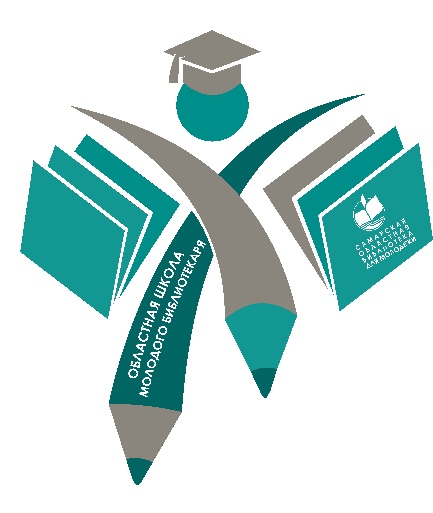 ОБЛАСТНАЯ ШКОЛА
МОЛОДОГО БИБЛИОТЕКАРЯ
САМАРСКАЯ
ОБЛАСТНАЯ
БИБЛИОТЕКА
ДЛЯ МОЛОДЕЖИ